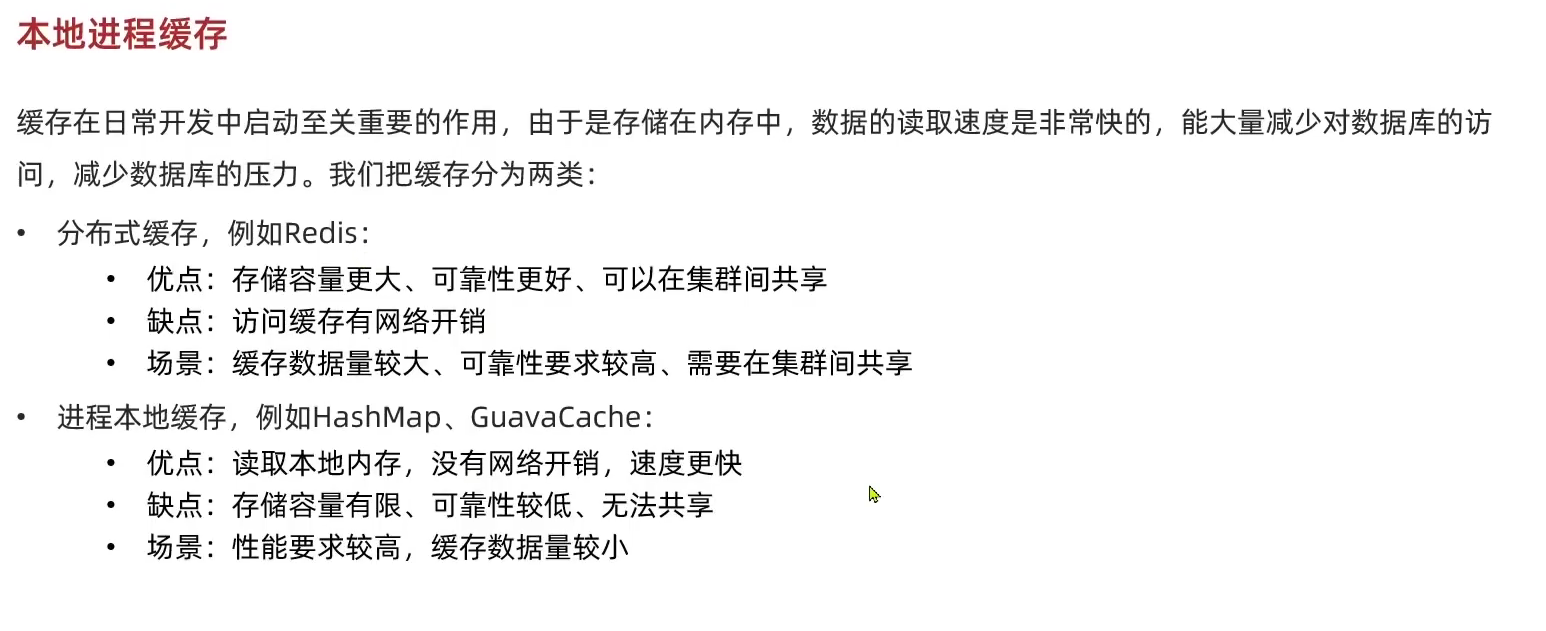 本地进程缓存
缓存在日常开发中启动至关重要的作用，由于是存储在内存中，数据的读取速度是非常快的，能大量减少对数据库的访
问，减少数据库的压力。我们把缓存分为两类：
• 分布式缓存，例如Redis：
• 优点：存储容量更大、可靠性更好、可以在集群间共享
• 缺点：访问缓存有网络开销
• 场景：缓存数据量较大、可靠性要求较高、需要在集群间共享
• 进程本地缓存，例如HashMap、GuavaCache：
• 优点：读取本地内存，没有网络开销，速度更快
• 缺点：存储容量有限、可靠性较低、无法共享
• 场景：性能要求较高，缓存数据量较小